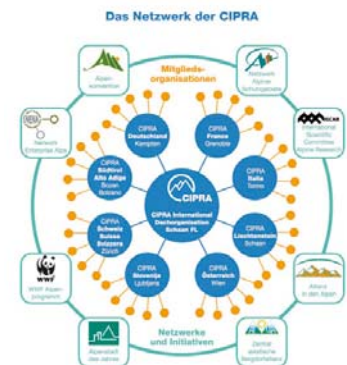 Das Netzwerk der CIPRA
Mitglieds-
organisationen
Alpen-
konvention
Netzwerk
Alpiner
Schutzgebiete
Network
Enterprise Alps
ISCAR
International
Scientific
Committee
Alpine Research
CIPRA
Deutschland
Kempten
CIPRA
France
Grenoble
CIPRA
Südtirol
Alto Adige
Bozen
Bolzano
CIPRA
Italia
Torino
CIPRA
CIPRA International
Dachorganisation
Schaan FL
CIPRA
Schweiz
Suisse
Svizzera
Zürich
CIPRA
Liechtenstein
Schaan
CIPRA
Slovenija
Ljubljana
CIPRA
Österreich
Wien
WWF
WWF Alpen-
programm
Allianz
in den Alpen
Netzwerke
und Initiativen
Alpenstadt
des Jahres
Zentral
asiatische